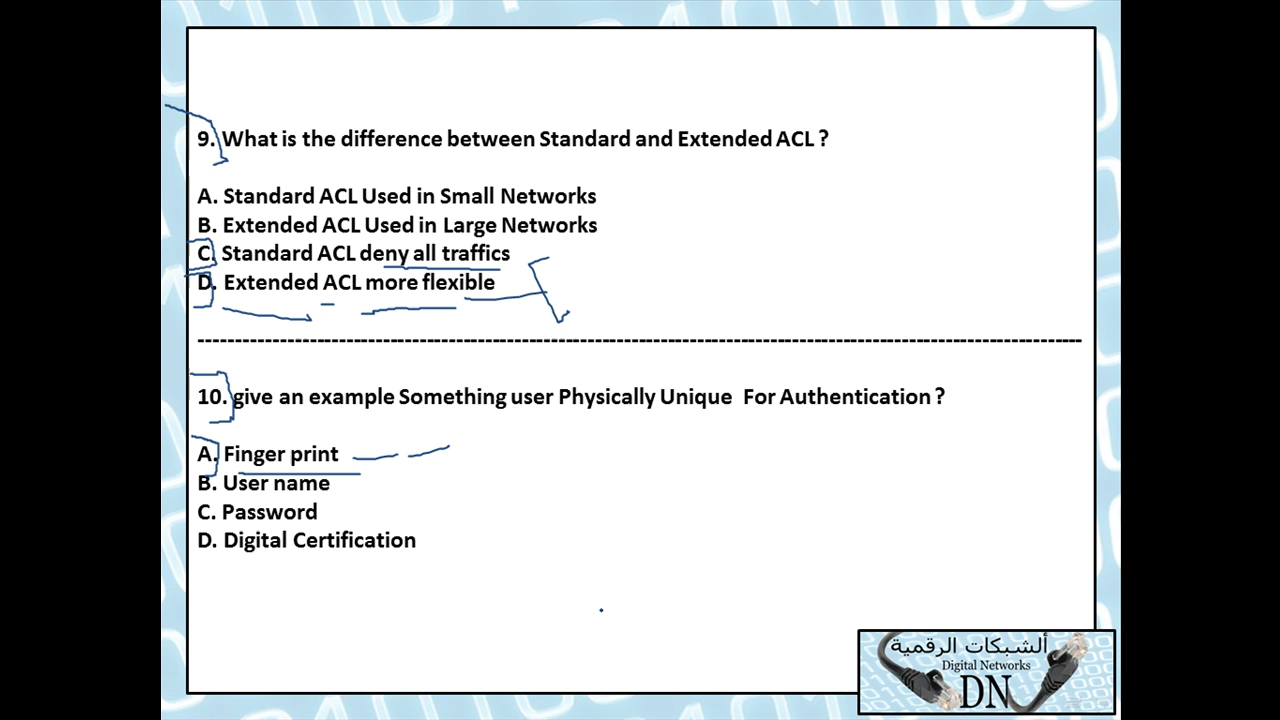 9. What is the difference between Standard and Extended ACL ?
A. Standard ACL Used in Small Networks
B. Extended ACL Used in Large Networks
C. Standard ACL deny all traffics
D. Extended ACL more flexible
------------------------------------------------------------------------------------------------------------------------
10. give an example Something user Physically Unique For Authentication ?
A. Finger print
B. User name
C. Password
D. Digital Certification
ألشبكات الرقمية
Digital Networks
DN